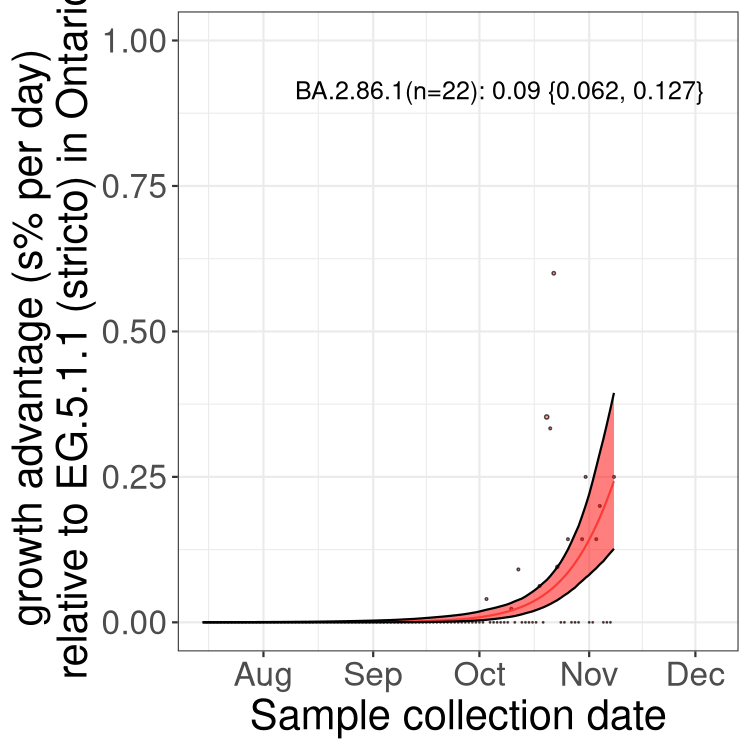 growth advantage (s% per day)
relative to EG.5.1.1 (stricto) in Ontario
1.00
0.75
0.50
0.25
0.00
BA.2.86.1(n=22): 0.09 {0.062, 0.127}
Aug Sep Oct Nov Dec
Sample collection date